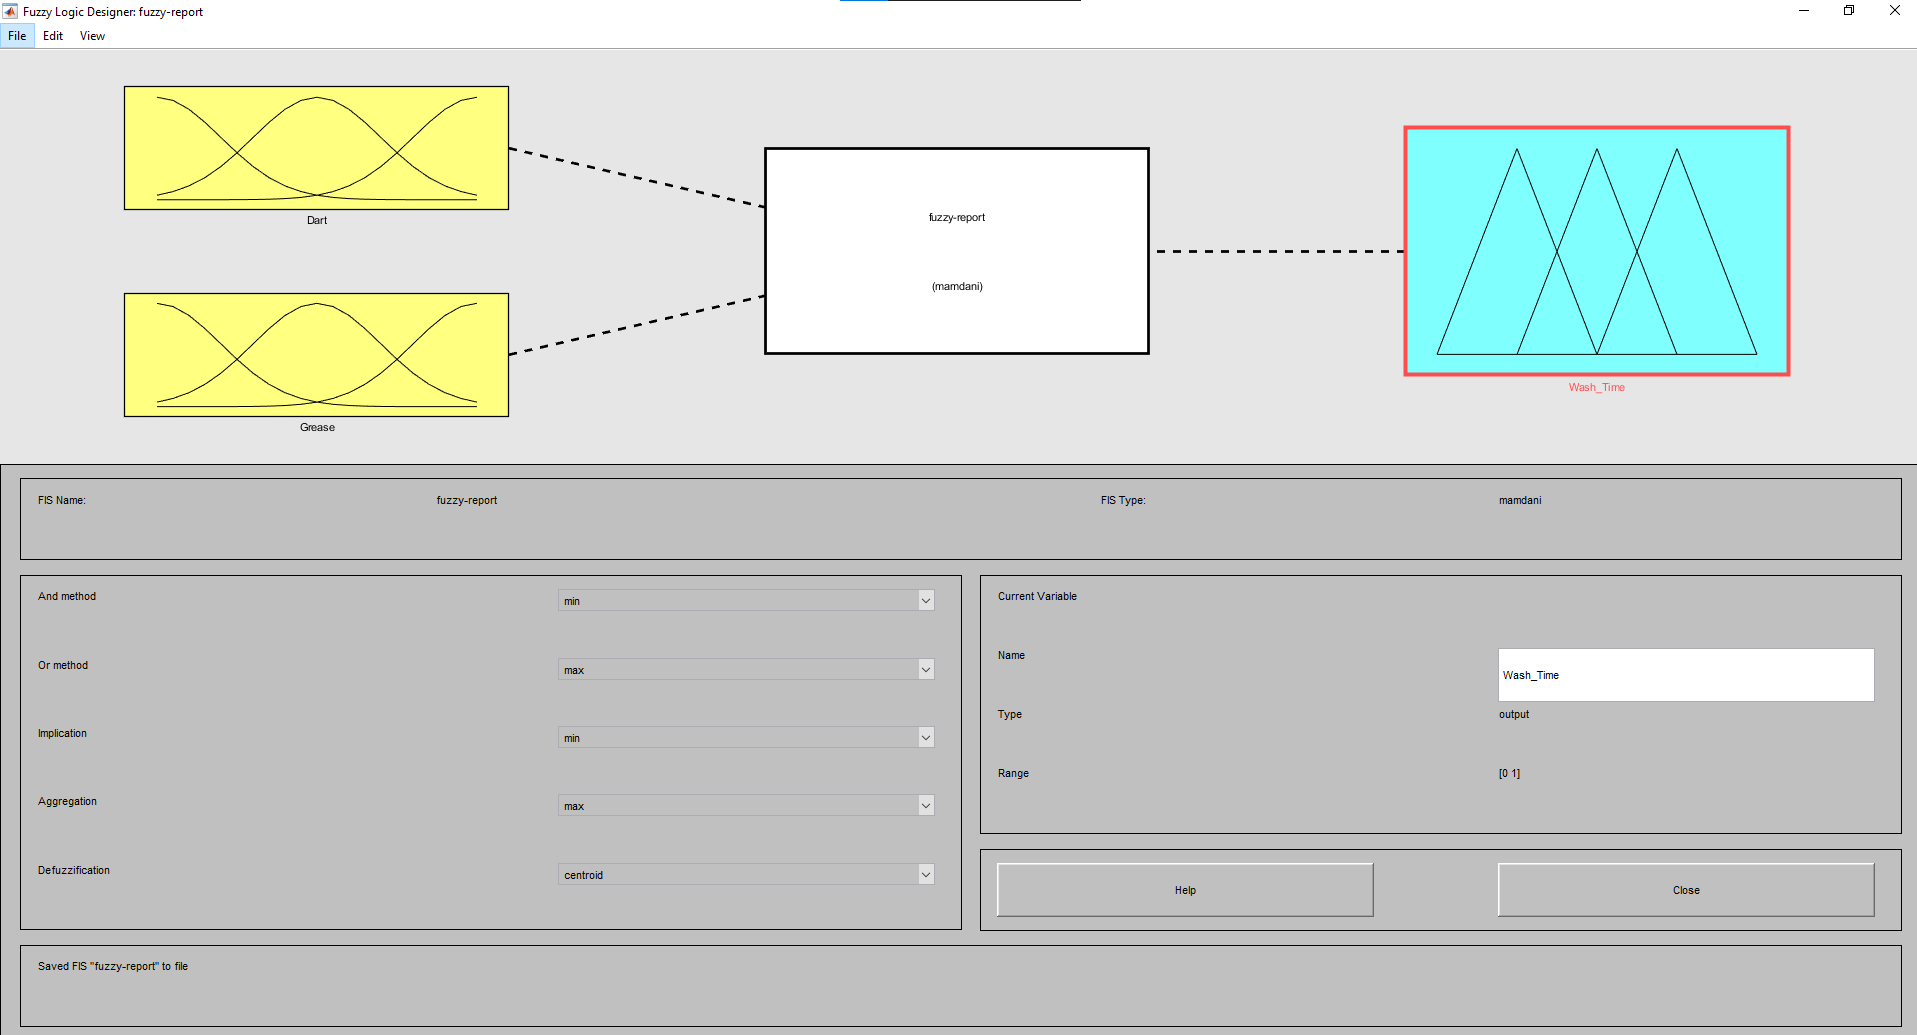 Fuzzy Logic Designer: fuzzy-report
File Edit View
Dart
Grease
fuzzy-report
(mamdani)
Wash_Time
FIS Name: fuzzy-report FIS Type: mamdani
And method min
Or method max
Implication min
Aggregation max
Defuzzification centroid
Current Variable
Name Wash_Time
Type output
Range [0 1]
Help Close
Saved FIS "fuzzy-report" to file